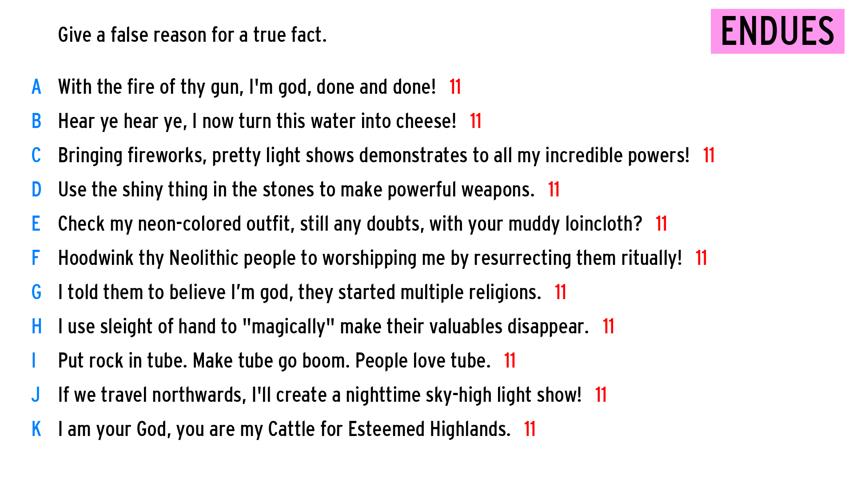 Give a false reason for a true fact.
ENDUES
A With the fire of thy gun, I'm god, done and done! 11
B Hear ye hear ye, I now turn this water into cheese! 11
C Bringing fireworks, pretty light shows demonstrates to all my incredible powers! 11
D Use the shiny thing in the stones to make powerful weapons. 11
E Check my neon-colored outfit, still any doubts, with your muddy loincloth? 11
F Hoodwink thy Neolithic people to worshipping me by resurrecting them ritually! 11
G I told them to believe I’m god, they started multiple religions. 11
H I use sleight of hand to "magically" make their valuables disappear. 11
I Put rock in tube. Make tube go boom. People love tube. 11
J If we travel northwards, I'll create a nighttime sky-high light show! 11
K I am your God, you are my Cattle for Esteemed Highlands. 11